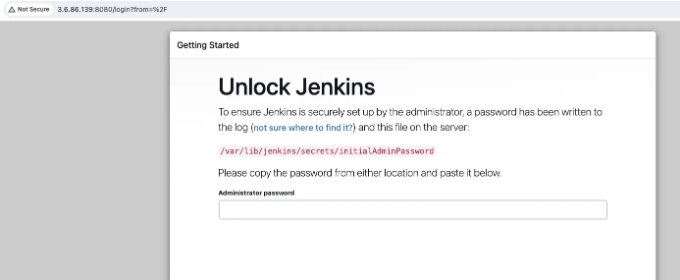 Not Secure 3.6.86.139:8080/login?from=%2F
Getting Started
Unlock Jenkins
To ensure Jenkins is securely set up by the administrator, a password has been written to
the log (not sure where to find it?) and this file on the server:
/var/lib/jenkins/secrets/initialAdminPassword
Please copy the password from either location and paste it below.
Administrator password